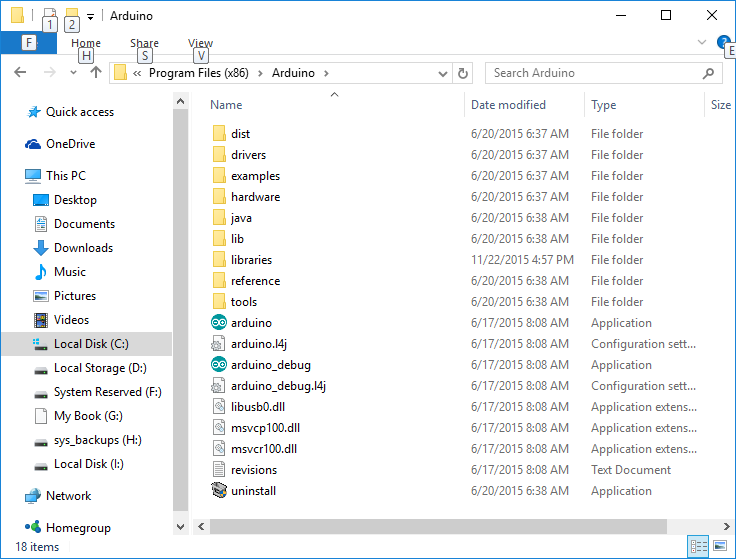 Arduino
1 2
F Home Share View
H S V E
« Program Files (x86) > Arduino > Search Arduino
Quick access
OneDrive
This PC
Desktop
Documents
Downloads
Music
Pictures
Videos
Local Disk (C:)
Local Storage (D:)
System Reserved (F:)
My Book (G:)
sys_backups (H:)
Local Disk (I:)
Network
Homegroup
Name Date modified Type Size
dist 6/20/2015 6:37 AM File folder
drivers 6/20/2015 6:37 AM File folder
examples 6/20/2015 6:37 AM File folder
hardware 6/20/2015 6:37 AM File folder
java 6/20/2015 6:38 AM File folder
lib 6/20/2015 6:38 AM File folder
libraries 11/22/2015 4:57 PM File folder
reference 6/20/2015 6:38 AM File folder
tools 6/20/2015 6:38 AM File folder
arduino 6/17/2015 8:08 AM Application
arduino.l4j 6/17/2015 8:08 AM Configuration sett...
arduino_debug 6/17/2015 8:08 AM Application
arduino_debug.l4j 6/17/2015 8:08 AM Configuration sett...
libusb0.dll 6/17/2015 8:08 AM Application extens...
msvcp100.dll 6/17/2015 8:08 AM Application extens...
msvcr100.dll 6/17/2015 8:08 AM Application extens...
revisions 6/17/2015 8:08 AM Text Document
uninstall 6/20/2015 6:38 AM Application
18 items